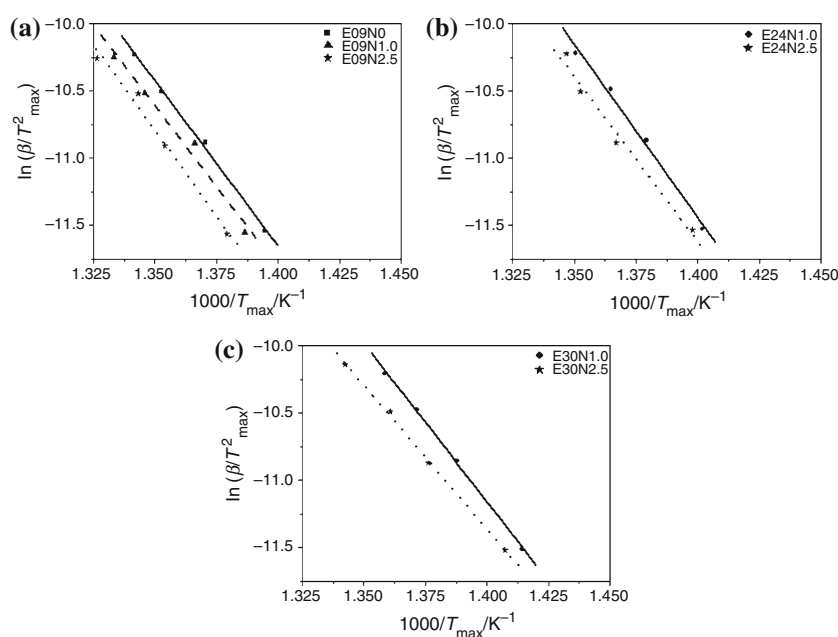 (a)
−10.0
−10.5
−11.0
−11.5
ln (β/T²max)
E09N0
E09N1.0
E09N2.5
1.325 1.350 1.375 1.400 1.425 1.450
1000/Tmax/K⁻¹
(b)
−10.0
−10.5
−11.0
−11.5
ln (β/T²max)
E24N1.0
E24N2.5
1.325 1.350 1.375 1.400 1.425 1.450
1000/Tmax/K⁻¹
(c)
−10.0
−10.5
−11.0
−11.5
ln (β/T²max)
E30N1.0
E30N2.5
1.325 1.350 1.375 1.400 1.425 1.450
1000/Tmax/K⁻¹